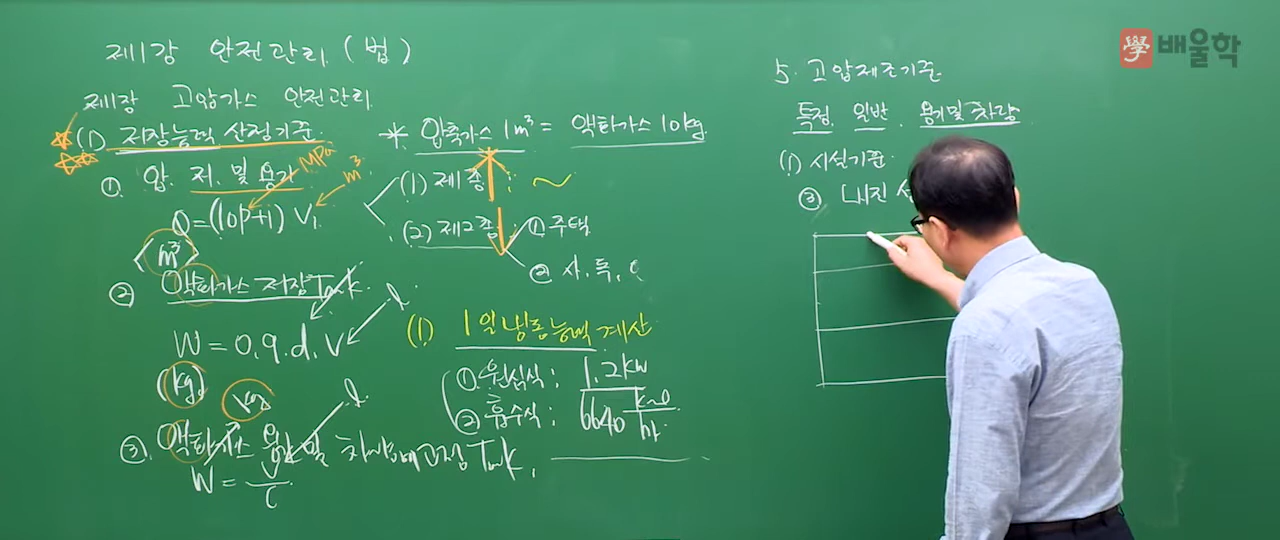 제1강 안전관리 (법)
제1장 고압가스 안전관리
(1) 저장능력 산정기준
① 압. 저. 및 용기
MPa
m³
Q=(10P+1) V₁
(m³)
② 액화가스 저장Tank
W = 0.9.d.V
l
(kg)
kg
l
③ 액화가스 용기 및 차량에고정 Tank.
W = V/C
* 압축가스 1m³ = 액화가스 10kg.
(1) 제1종 : ~
(2) 제2종 ① 주택
② 사, 특,
(1) 1일냉동능력 계산
① 원심식 : 1.2kW
② 흡수식 : 6640 kcal/hr
5. 고압제조기준
특정. 일반. 용기및 차량
(1) 시설기준
③ 내진
學 배울학